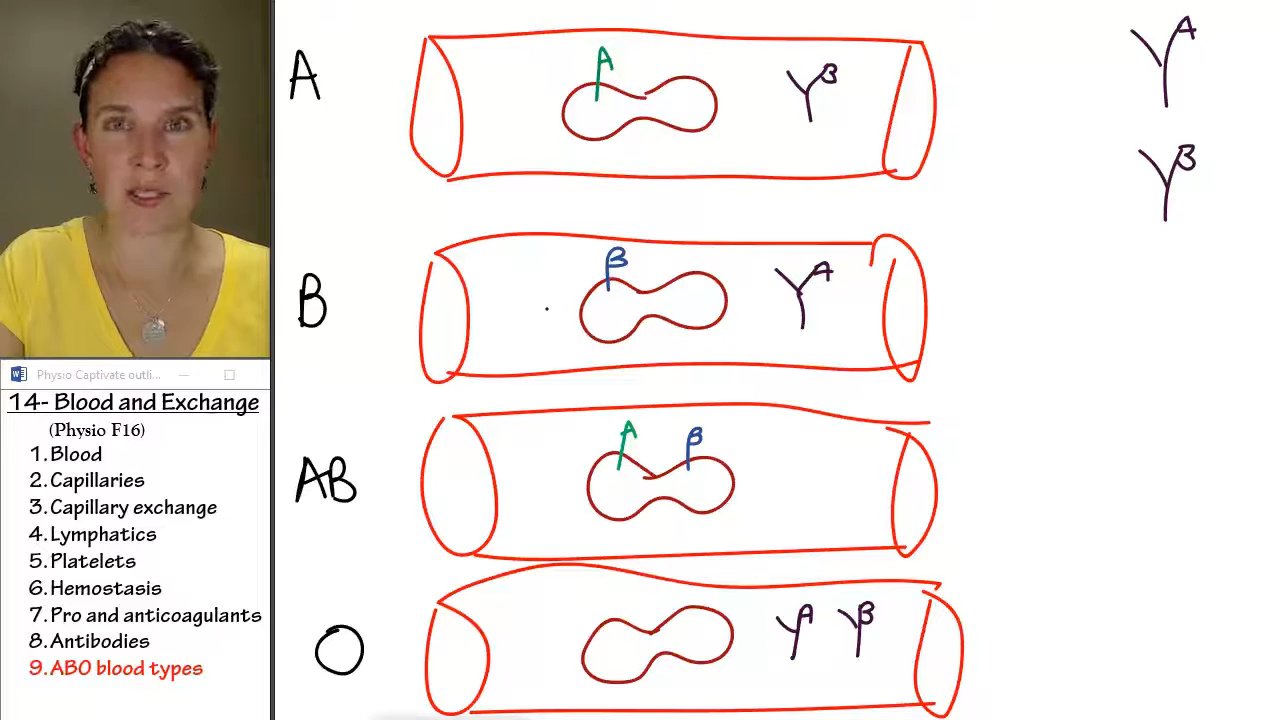 A
A
B
A
B
B
B
A
AB
A
B
O
A
B
Physio Captivate outli...
14- Blood and Exchange
(Physio F16)
1. Blood
2. Capillaries
3. Capillary exchange
4. Lymphatics
5. Platelets
6. Hemostasis
7. Pro and anticoagulants
8. Antibodies
9. ABO blood types